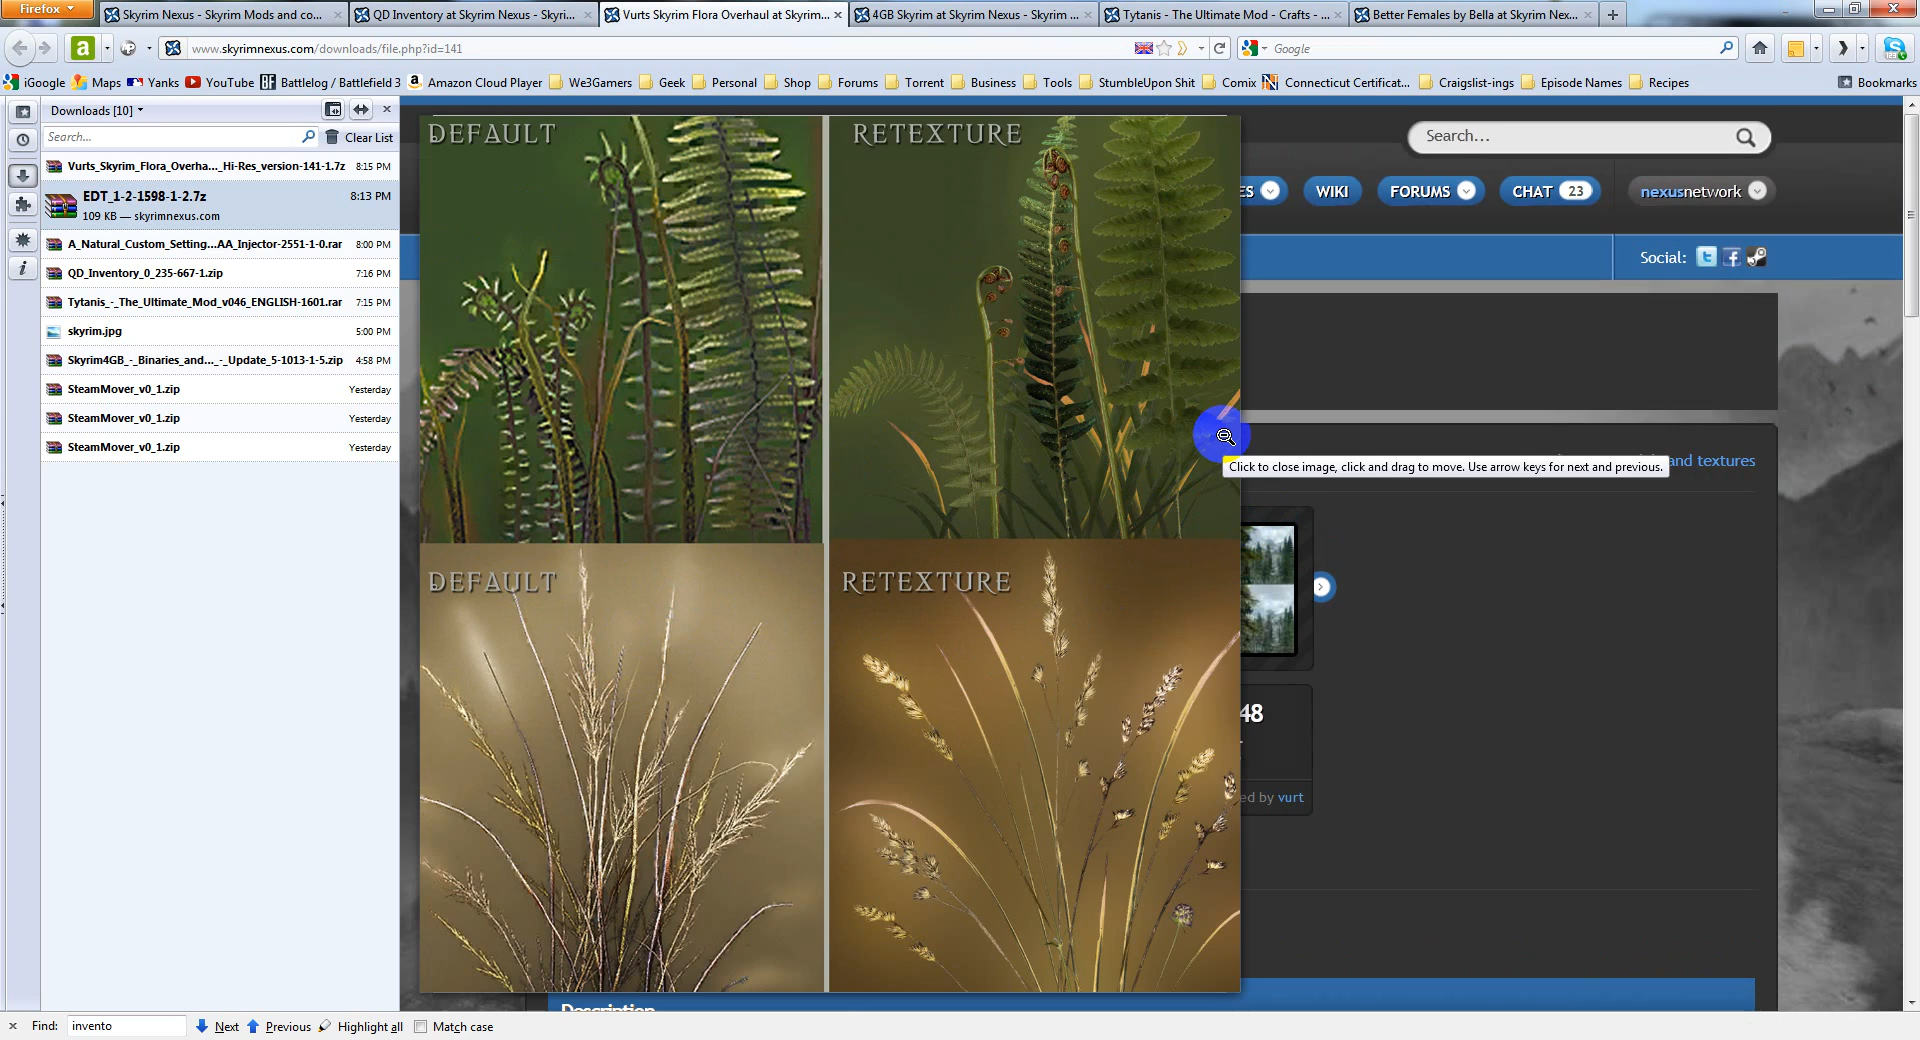 Firefox
Skyrim Nexus - Skyrim Mods and co...
QD Inventory at Skyrim Nexus - Skyri...
Vurts Skyrim Flora Overhaul at Skyrim...
4GB Skyrim at Skyrim Nexus - Skyrim ...
Tytanis - The Ultimate Mod - Crafts - ...
Better Females by Bella at Skyrim Nex...
www.skyrimnexus.com/downloads/file.php?id=141
Google
iGoogle Maps Yanks YouTube Battlelog / Battlefield 3 Amazon Cloud Player We3Gamers Geek Personal Shop Forums Torrent Business Tools StumbleUpon Shit Comix Connecticut Certificat... Craigslist-ings Episode Names Recipes Bookmarks
Downloads [10]
Search...
Clear List
Vurts_Skyrim_Flora_Overha..._Hi-Res_version-141-1.7z 8:15 PM
EDT_1-2-1598-1-2.7z 8:13 PM
109 KB — skyrimnexus.com
A_Natural_Custom_Setting...AA_Injector-2551-1-0.rar 8:00 PM
QD_Inventory_0_235-667-1.zip 7:16 PM
Tytanis_-_The_Ultimate_Mod_v046_ENGLISH-1601.rar 7:15 PM
skyrim.jpg 5:00 PM
Skyrim4GB_-_Binaries_and..._-_Update_5-1013-1-5.zip 4:58 PM
SteamMover_v0_1.zip Yesterday
SteamMover_v0_1.zip Yesterday
SteamMover_v0_1.zip Yesterday
DEFAULT
RETEXTURE
DEFAULT
RETEXTURE
Search...
ES WIKI FORUMS CHAT 23 nexusnetwork
Social:
and textures
Click to close image, click and drag to move. Use arrow keys for next and previous.
48
ed by vurt
Description
Find: invento Next Previous Highlight all Match case